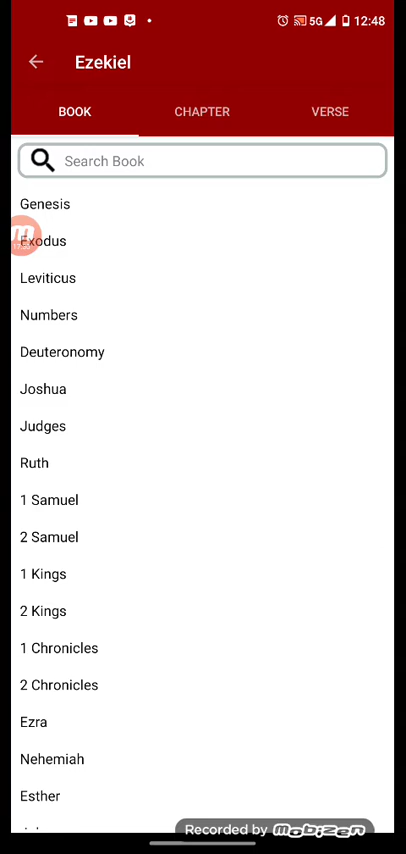 5G 12:48
Ezekiel
BOOK CHAPTER VERSE
Search Book
Genesis
Exodus
Leviticus
Numbers
Deuteronomy
Joshua
Judges
Ruth
1 Samuel
2 Samuel
1 Kings
2 Kings
1 Chronicles
2 Chronicles
Ezra
Nehemiah
Esther
Recorded by mobizen